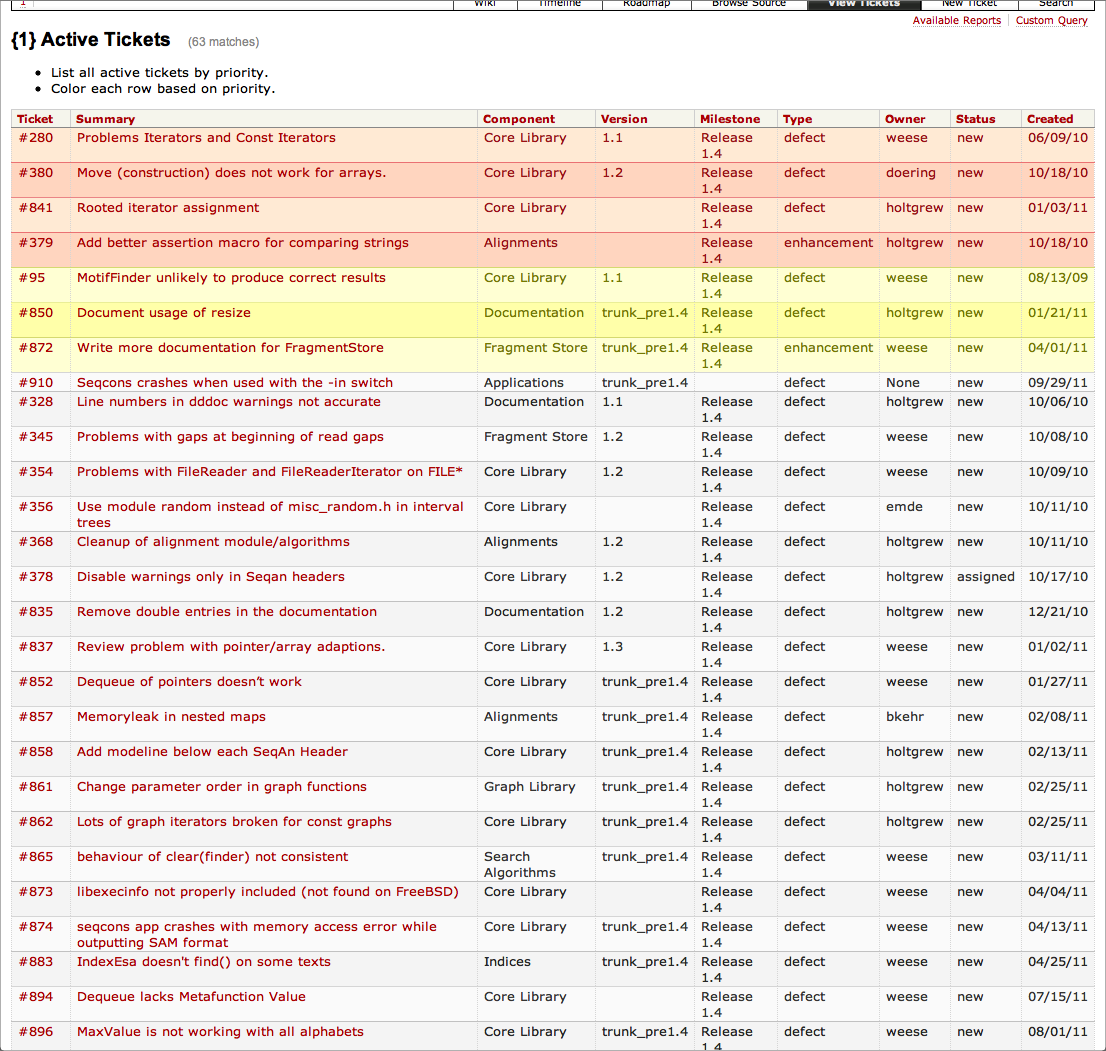 1 Wiki Timeline Roadmap Browse Source View Tickets New Ticket Search
Available Reports Custom Query
{1} Active Tickets (63 matches)
• List all active tickets by priority.
• Color each row based on priority.
Ticket Summary Component Version Milestone Type Owner Status Created
#280 Problems Iterators and Const Iterators Core Library 1.1 Release defect weese new 06/09/10
1.4
#380 Move (construction) does not work for arrays. Core Library 1.2 Release defect doering new 10/18/10
1.4
#841 Rooted iterator assignment Core Library Release defect holtgrew new 01/03/11
1.4
#379 Add better assertion macro for comparing strings Alignments Release enhancement holtgrew new 10/18/10
1.4
#95 MotifFinder unlikely to produce correct results Core Library 1.1 Release defect weese new 08/13/09
1.4
#850 Document usage of resize Documentation trunk_pre1.4 Release defect holtgrew new 01/21/11
1.4
#872 Write more documentation for FragmentStore Fragment Store trunk_pre1.4 Release enhancement weese new 04/01/11
1.4
#910 Seqcons crashes when used with the -in switch Applications trunk_pre1.4 defect None new 09/29/11
#328 Line numbers in dddoc warnings not accurate Documentation 1.1 Release defect holtgrew new 10/06/10
1.4
#345 Problems with gaps at beginning of read gaps Fragment Store 1.2 Release defect weese new 10/08/10
1.4
#354 Problems with FileReader and FileReaderIterator on FILE* Core Library 1.2 Release defect weese new 10/09/10
1.4
#356 Use module random instead of misc_random.h in interval Core Library Release defect emde new 10/11/10
trees 1.4
#368 Cleanup of alignment module/algorithms Alignments 1.2 Release defect holtgrew new 10/11/10
1.4
#378 Disable warnings only in Seqan headers Core Library 1.2 Release defect holtgrew assigned 10/17/10
1.4
#835 Remove double entries in the documentation Documentation 1.2 Release defect holtgrew new 12/21/10
1.4
#837 Review problem with pointer/array adaptions. Core Library 1.3 Release defect weese new 01/02/11
1.4
#852 Dequeue of pointers doesn’t work Core Library trunk_pre1.4 Release defect weese new 01/27/11
1.4
#857 Memoryleak in nested maps Alignments trunk_pre1.4 Release defect bkehr new 02/08/11
1.4
#858 Add modeline below each SeqAn Header Core Library trunk_pre1.4 Release defect holtgrew new 02/13/11
1.4
#861 Change parameter order in graph functions Graph Library trunk_pre1.4 Release defect holtgrew new 02/25/11
1.4
#862 Lots of graph iterators broken for const graphs Core Library trunk_pre1.4 Release defect holtgrew new 02/25/11
1.4
#865 behaviour of clear(finder) not consistent Search trunk_pre1.4 Release defect weese new 03/11/11
Algorithms 1.4
#873 libexecinfo not properly included (not found on FreeBSD) Core Library Release defect weese new 04/04/11
1.4
#874 seqcons app crashes with memory access error while Core Library trunk_pre1.4 Release defect weese new 04/13/11
outputting SAM format 1.4
#883 IndexEsa doesn't find() on some texts Indices trunk_pre1.4 Release defect weese new 04/25/11
1.4
#894 Dequeue lacks Metafunction Value Core Library Release defect weese new 07/15/11
1.4
#896 MaxValue is not working with all alphabets Core Library trunk_pre1.4 Release defect weese new 08/01/11
1.4